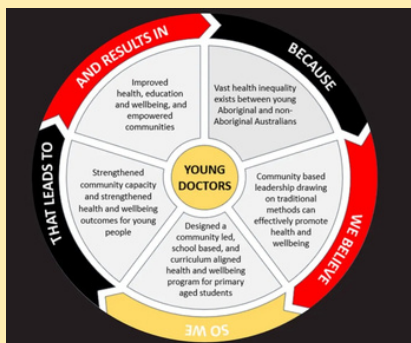 BECAUSE
Vast health inequality
exists between young
Aboriginal and non-
Aboriginal Australians
WE BELIEVE
Community based
leadership drawing on
traditional methods can
effectively promote
health and
wellbeing
SO WE
Designed a
community led,
school based, and
curriculum aligned
health and wellbeing
program for primary
aged students
THAT LEADS TO
Strengthened
community capacity
and strengthened
health and wellbeing
outcomes for young
people
AND RESULTS IN
Improved
health, education
and wellbeing, and
empowered
communities
YOUNG
DOCTORS